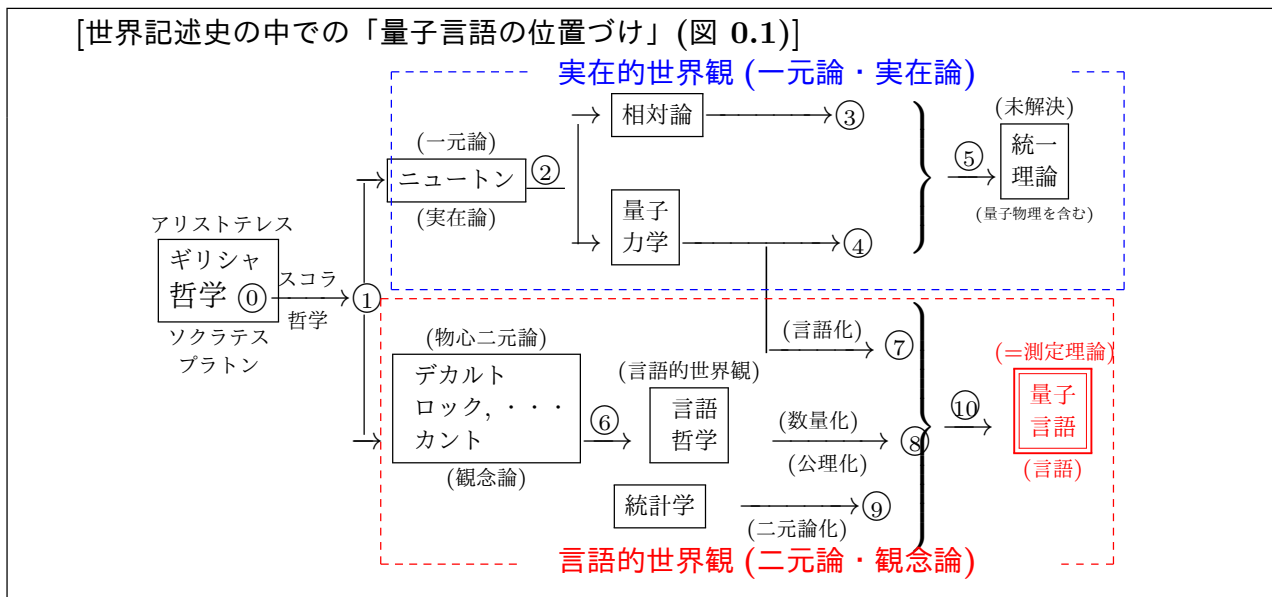 [世界記述史の中での「量子言語の位置づけ」(図 0.1)]
実在的世界観 (一元論・実在論)
相対論
③
(未解決)
統一
理論
(量子物理を含む)
⑤
(一元論)
ニュートン
(実在論)
②
量子
力学
④
アリストテレス
ギリシャ
哲学 ⓪
ソクラテス
プラトン
スコラ
哲学
①
(物心二元論)
デカルト
ロック, ・・・
カント
(観念論)
⑥
(言語的世界観)
言語
哲学
(言語化)
⑦
(数量化)
(公理化)
⑧
統計学
(二元論化)
⑨
⑩
(=測定理論)
量子
言語
(言語)
言語的世界観 (二元論・観念論)